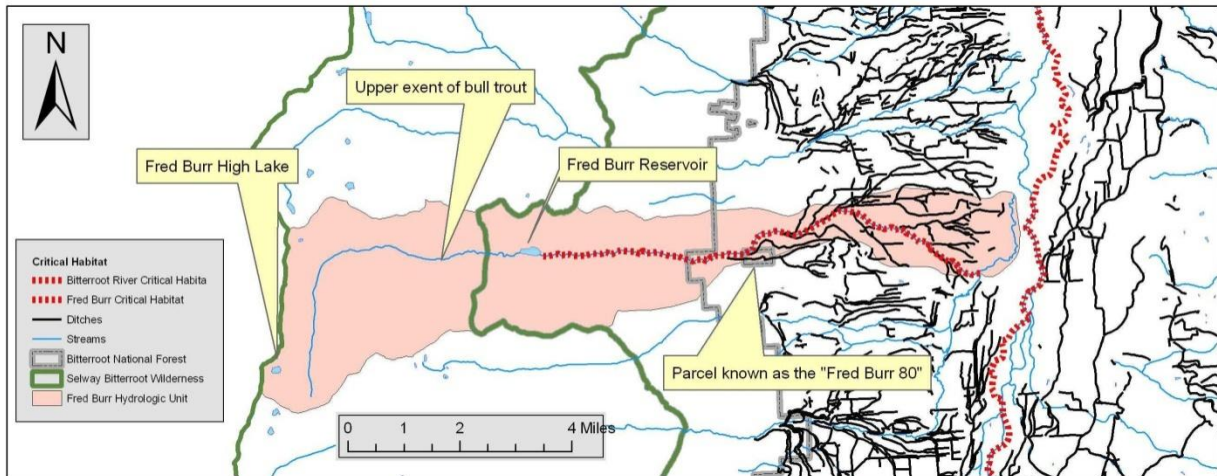 N
Upper exent of bull trout
Fred Burr High Lake
Fred Burr Reservoir
Critical Habitat
Bitterroot River Critical Habita
Fred Burr Critical Habitat
Ditches
Streams
Bitterroot National Forest
Selway Bitterroot Wilderness
Fred Burr Hydrologic Unit
Parcel known as the "Fred Burr 80"
0 1 2 4 Miles